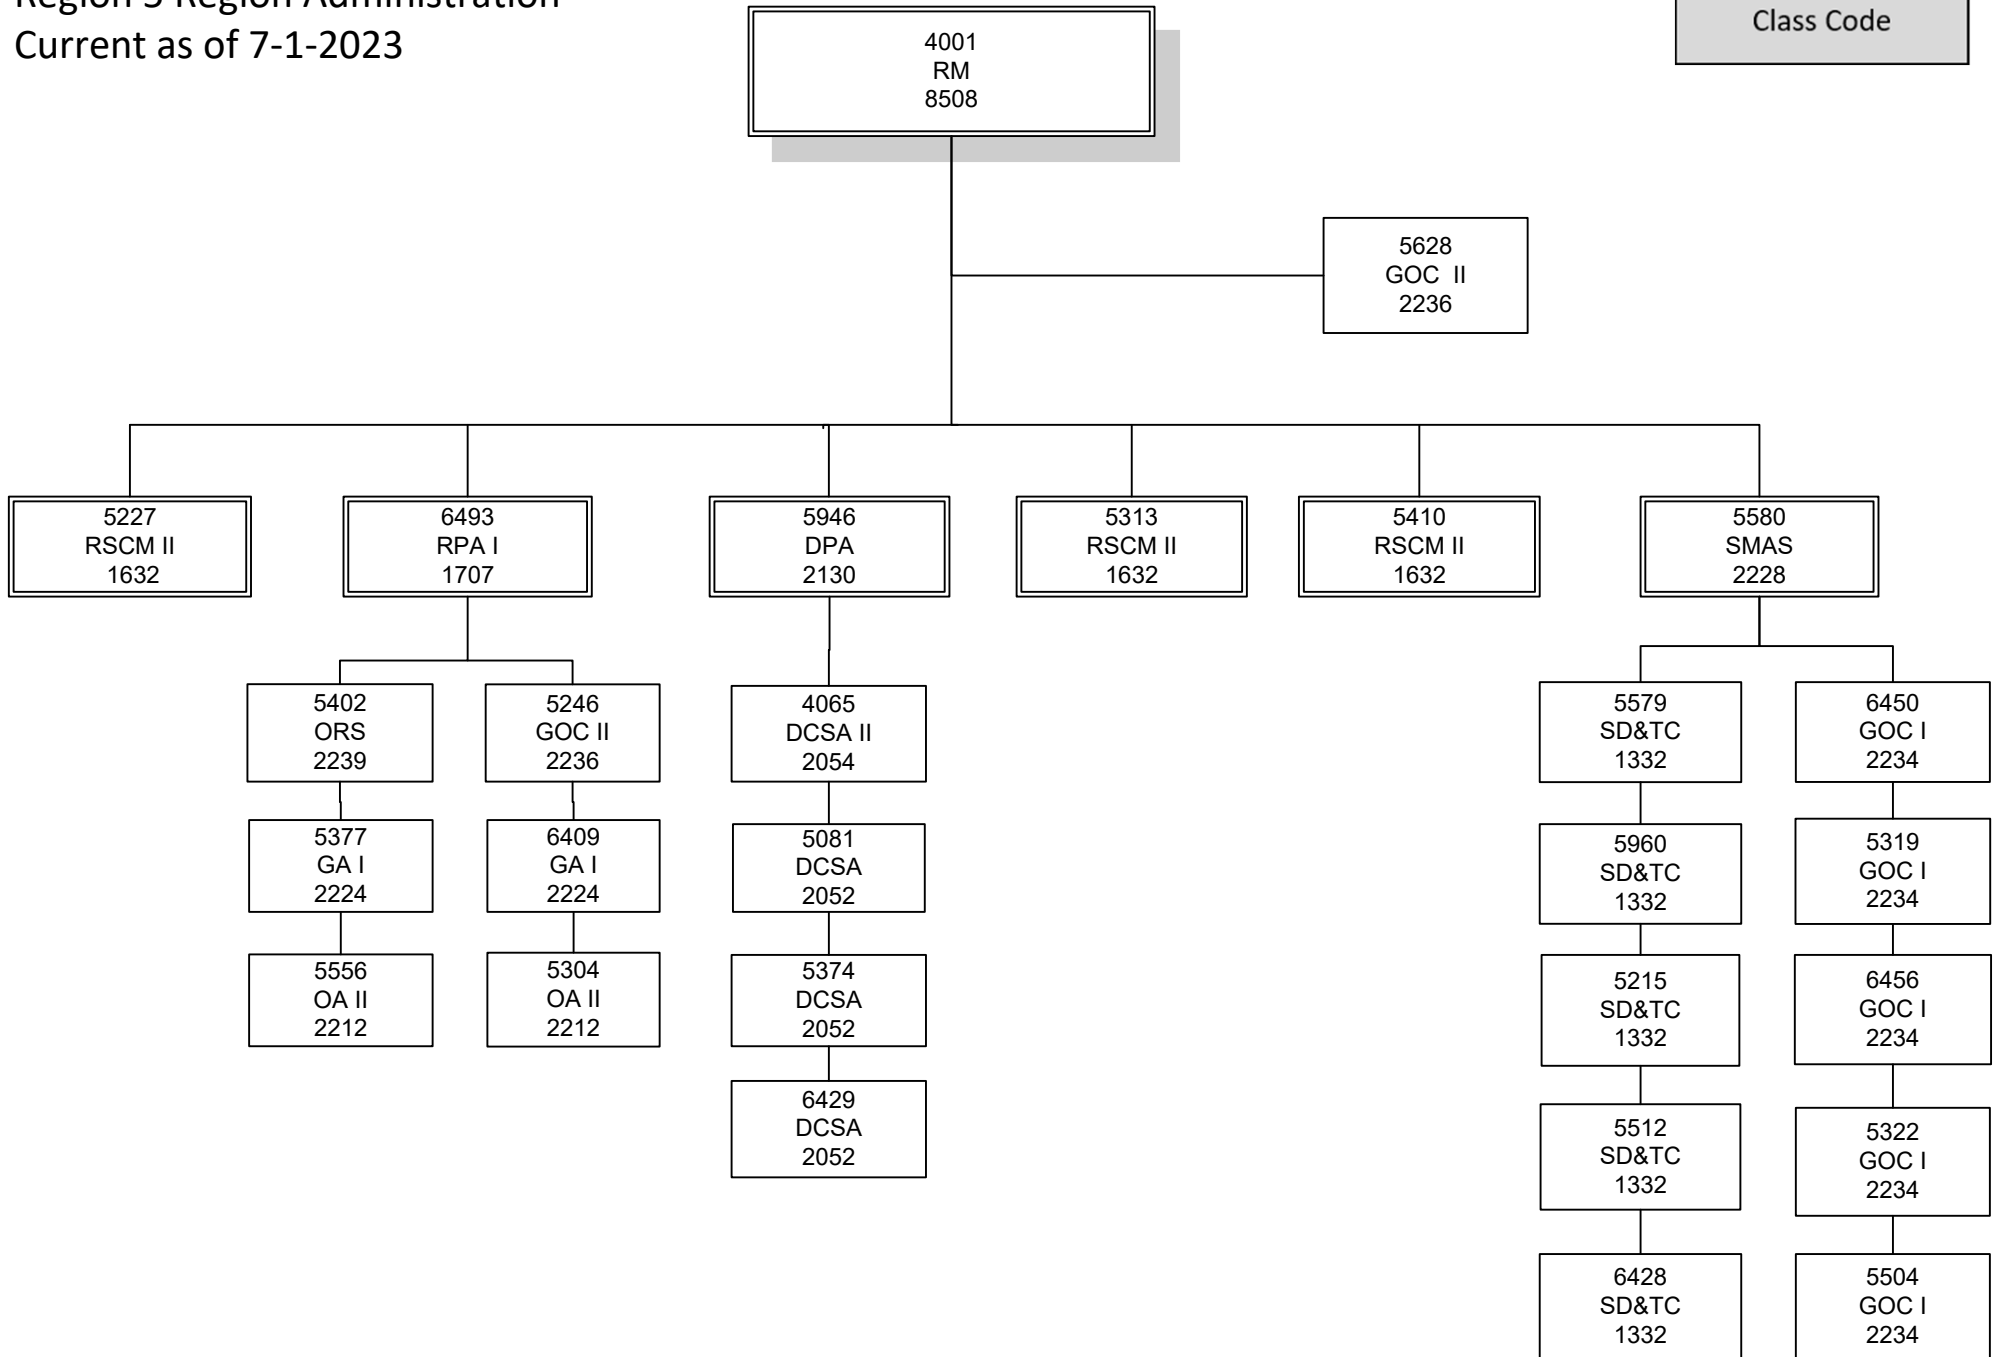 Region 3 Region Administration
Current as of 7-1-2023
Class Code
4001
RM
8508
5628
GOC II
2236
5227
RSCM II
1632
6493
RPA I
1707
5946
DPA
2130
5313
RSCM II
1632
5410
RSCM II
1632
5580
SMAS
2228
5402
ORS
2239
5377
GA I
2224
5556
OA II
2212
5246
GOC II
2236
6409
GA I
2224
5304
OA II
2212
4065
DCSA II
2054
5081
DCSA
2052
5374
DCSA
2052
6429
DCSA
2052
5579
SD&TC
1332
5960
SD&TC
1332
5215
SD&TC
1332
5512
SD&TC
1332
6428
SD&TC
1332
6450
GOC I
2234
5319
GOC I
2234
6456
GOC I
2234
5322
GOC I
2234
5504
GOC I
2234